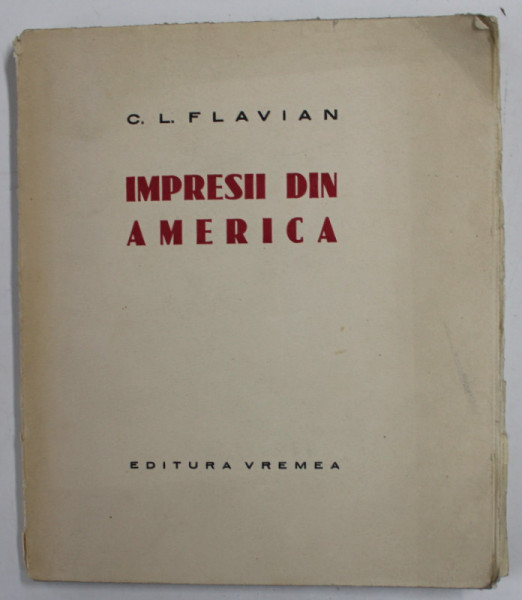 C. L. FLAVIAN
IMPRESII DIN
AMERICA
EDITURA VREMEA